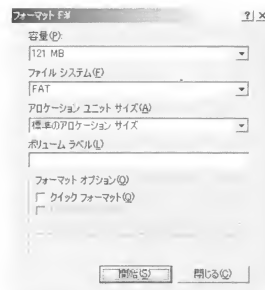 フォーマット F:¥
容量(P):
121 MB
ファイル システム(F)
FAT
アロケーション ユニット サイズ(A)
標準のアロケーション サイズ
ボリューム ラベル(L)
フォーマット オプション(O)
クイック フォーマット(Q)
開始(S)
閉じる(C)